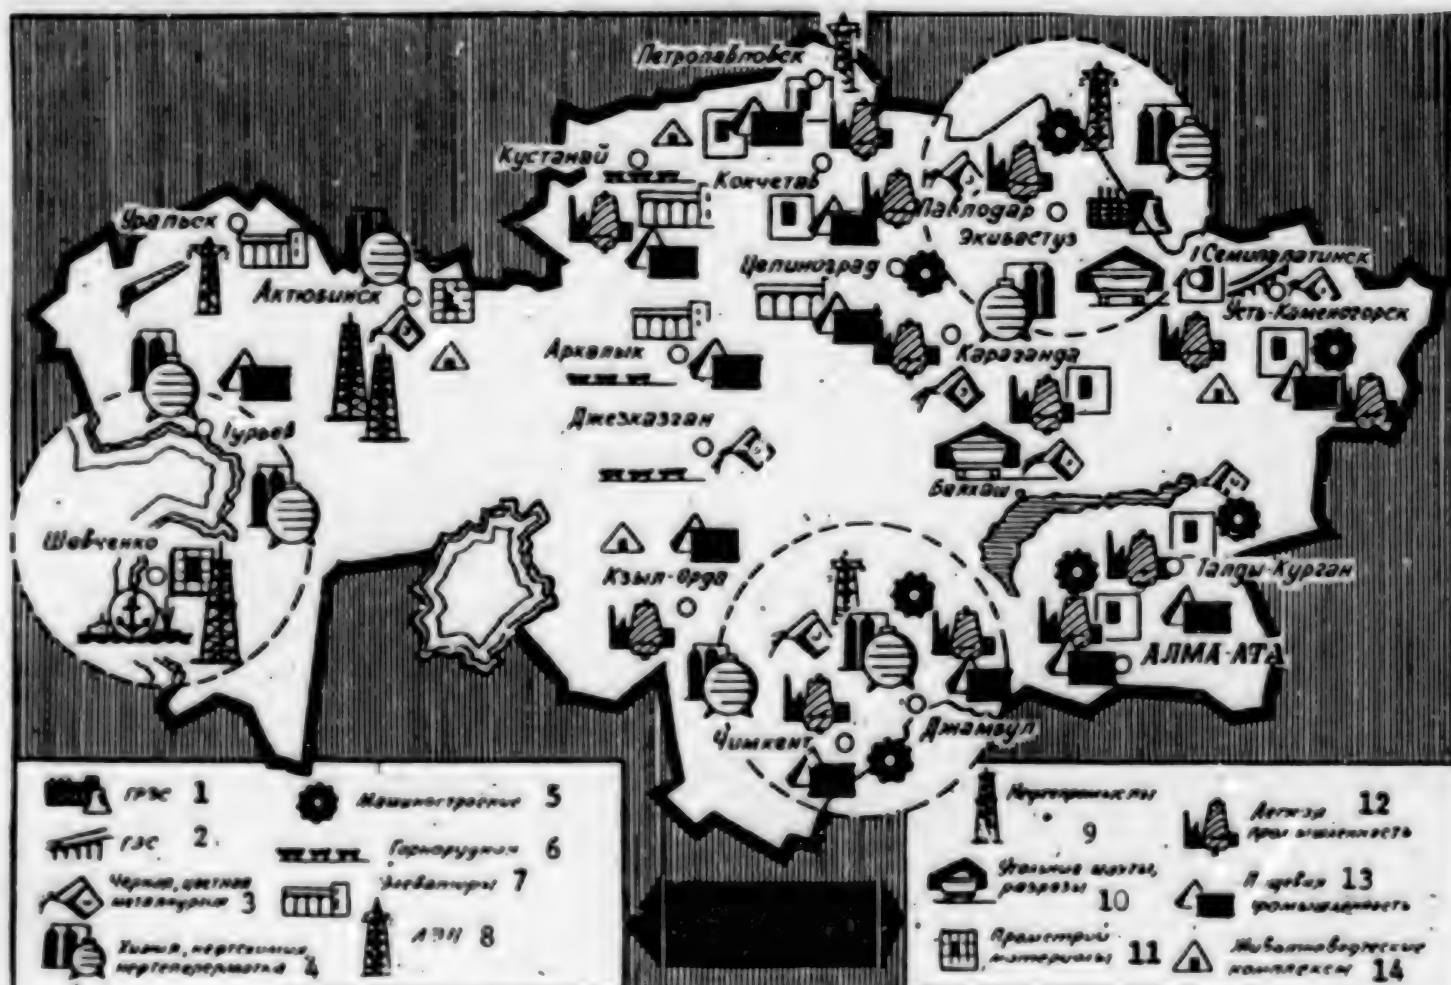 Петропавловск
Кустанай
Кокчетав
Павлодар
Экибастуз
Уральск
Целиноград
Семипалатинск
Актюбинск
Усть-Каменогорск
Аркалык
Караганда
Джезказган
Гурьев
Балхаш
Шевченко
Кзыл-Орда
Талды-Курган
АЛМА-АТА
Чимкент
Джамбул
ГРЭС 1
ГЭС 2
Черная, цветная
металлургия 3
Химия, нефтехимия,
нефтепереработка 4
Машиностроение 5
Горнорудная 6
Элеваторы 7
ЛЭП 8
Нефтепромыслы
9
Угольные шахты,
разрезы 10
Стройматериалы 11
Легкая 12
промышленность
Пищевая 13
промышленность
Животноводческие
комплексы 14